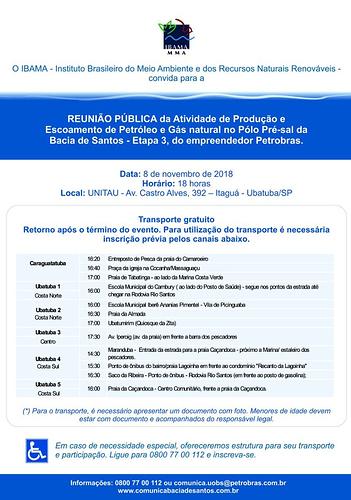 IBAMA
M M A
O IBAMA - Instituto Brasileiro do Meio Ambiente e dos Recursos Naturais Renováveis -
convida para a
REUNIÃO PÚBLICA da Atividade de Produção e
Escoamento de Petróleo e Gás natural no Pólo Pré-sal da
Bacia de Santos - Etapa 3, do empreendedor Petrobras.
Data: 8 de novembro de 2018
Horário: 18 horas
Local: UNITAU - Av. Castro Alves, 392 – Itaguá - Ubatuba/SP
Transporte gratuito
Retorno após o término do evento. Para utilização do transporte é necessária
inscrição prévia pelos canais abaixo.
Caraguatatuba
16:20 Entreposto de Pesca da praia do Camaroeiro
16:40 Praça da igreja na Cocanha/Massaguaçu
17:00 Praia de Tabatinga - ao lado da Marina Costa Verde
Ubatuba 1
Costa Norte
16:00 Escola Municipal do Cambury ( ao lado do Posto de Saúde) - segue nos pontos da estrada até
chegar na Rodovia Rio Santos
Ubatuba 2
Costa Norte
16:00 Escola Municipal Iberê Ananias Pimentel - Vila de Picinguaba
16:30 Praia da Almada
17:00 Ubatumirim (Quiosque da Zita)
Ubatuba 3
Centro
17:30 Av. Iperoig (av. da praia) em frente a barra dos pescadores
Ubatuba 4
Costa Sul
14:30 Maranduba - Entrada da estrada para a praia Caçandoca - próximo a Marina/ estaleiro dos
pescadores.
15:30 Ponto de ônibus do bairro/praia Lagoinha em frente ao condomínio "Recanto da Lagoinha"
16:30 Saco da Ribeira - Ponto de ônibus - Rodovia Rio Santos (em frente ao posto de gasolina);
Ubatuba 5
Costa Sul
16:00 Praia da Caçandoca - Centro Comunitário, frente a praia da Caçandoca.
(*) Para o transporte, é necessário apresentar um documento com foto. Menores de idade devem
estar com documento e acompanhados do responsável legal.
Em caso de necessidade especial, ofereceremos estrutura para seu transporte
e participação. Ligue para 0800 77 00 112 e inscreva-se.
Informações: 0800 77 00 112 ou comunica.uobs@petrobras.com.br
www.comunicabaciadesantos.com.br